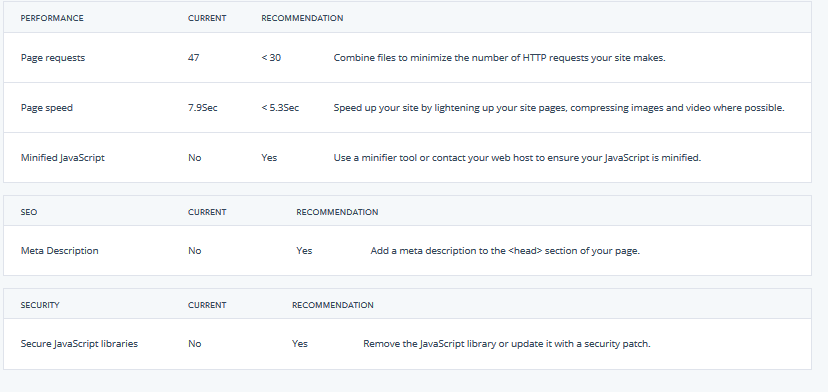 PERFORMANCE CURRENT RECOMMENDATION
Page requests 47 < 30 Combine files to minimize the number of HTTP requests your site makes.
Page speed 7.9Sec < 5.3Sec Speed up your site by lightening up your site pages, compressing images and video where possible.
Minified JavaScript No Yes Use a minifier tool or contact your web host to ensure your JavaScript is minified.
SEO CURRENT RECOMMENDATION
Meta Description No Yes Add a meta description to the <head> section of your page.
SECURITY CURRENT RECOMMENDATION
Secure JavaScript libraries No Yes Remove the JavaScript library or update it with a security patch.